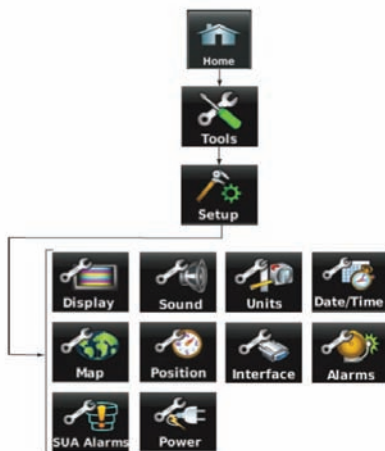 Home
Tools
Setup
Display Sound Units Date/Time
Map Position Interface Alarms
SUA Alarms Power